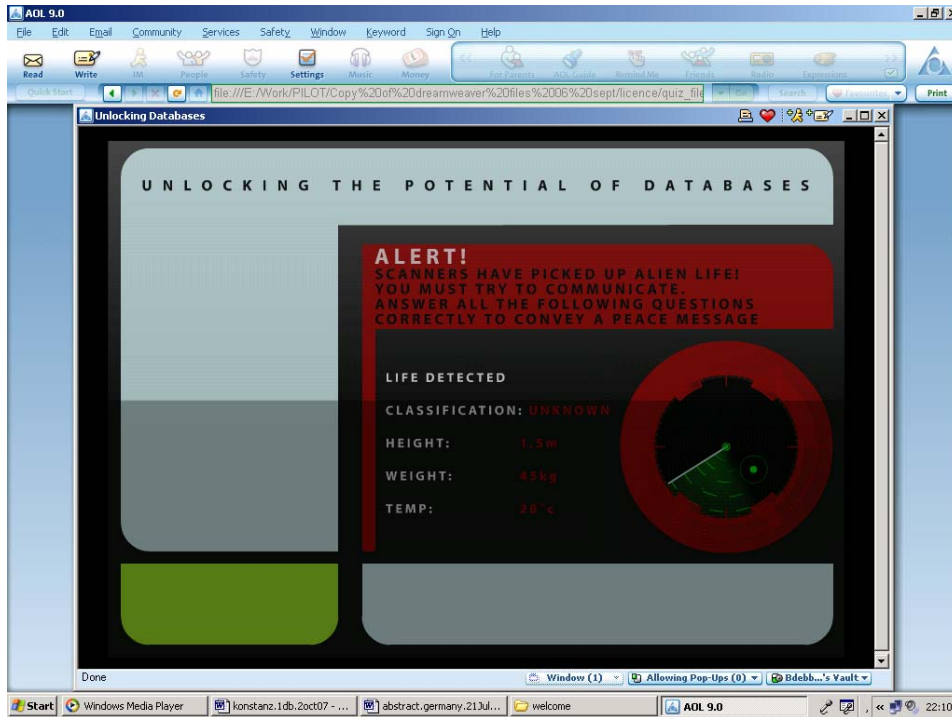 AOL 9.0
File Edit Email Community Services Safety Window Keyword Sign On Help
Read Write IM People Safety Settings Music Money For Parents AOL Guide Remind Me Friends Radio Expressions
Quick Start file:///E:/Work/PILOT/Copy%20of%20dreamweaver%20files%2006%20sept/licence/quiz_file Go Search Favourites Print
Unlocking Databases
UNLOCKING THE POTENTIAL OF DATABASES
ALERT!
SCANNERS HAVE PICKED UP ALIEN LIFE!
YOU MUST TRY TO COMMUNICATE.
ANSWER ALL THE FOLLOWING QUESTIONS
CORRECTLY TO CONVEY A PEACE MESSAGE
LIFE DETECTED
CLASSIFICATION: UNKNOWN
HEIGHT: 1.5m
WEIGHT: 45kg
TEMP: 20°c
Done Window (1) Allowing Pop-Ups (0) Bdebb...'s Vault
Start Windows Media Player konstanz.1db.2oct07 - ... abstract.germany.21Jul... welcome AOL 9.0